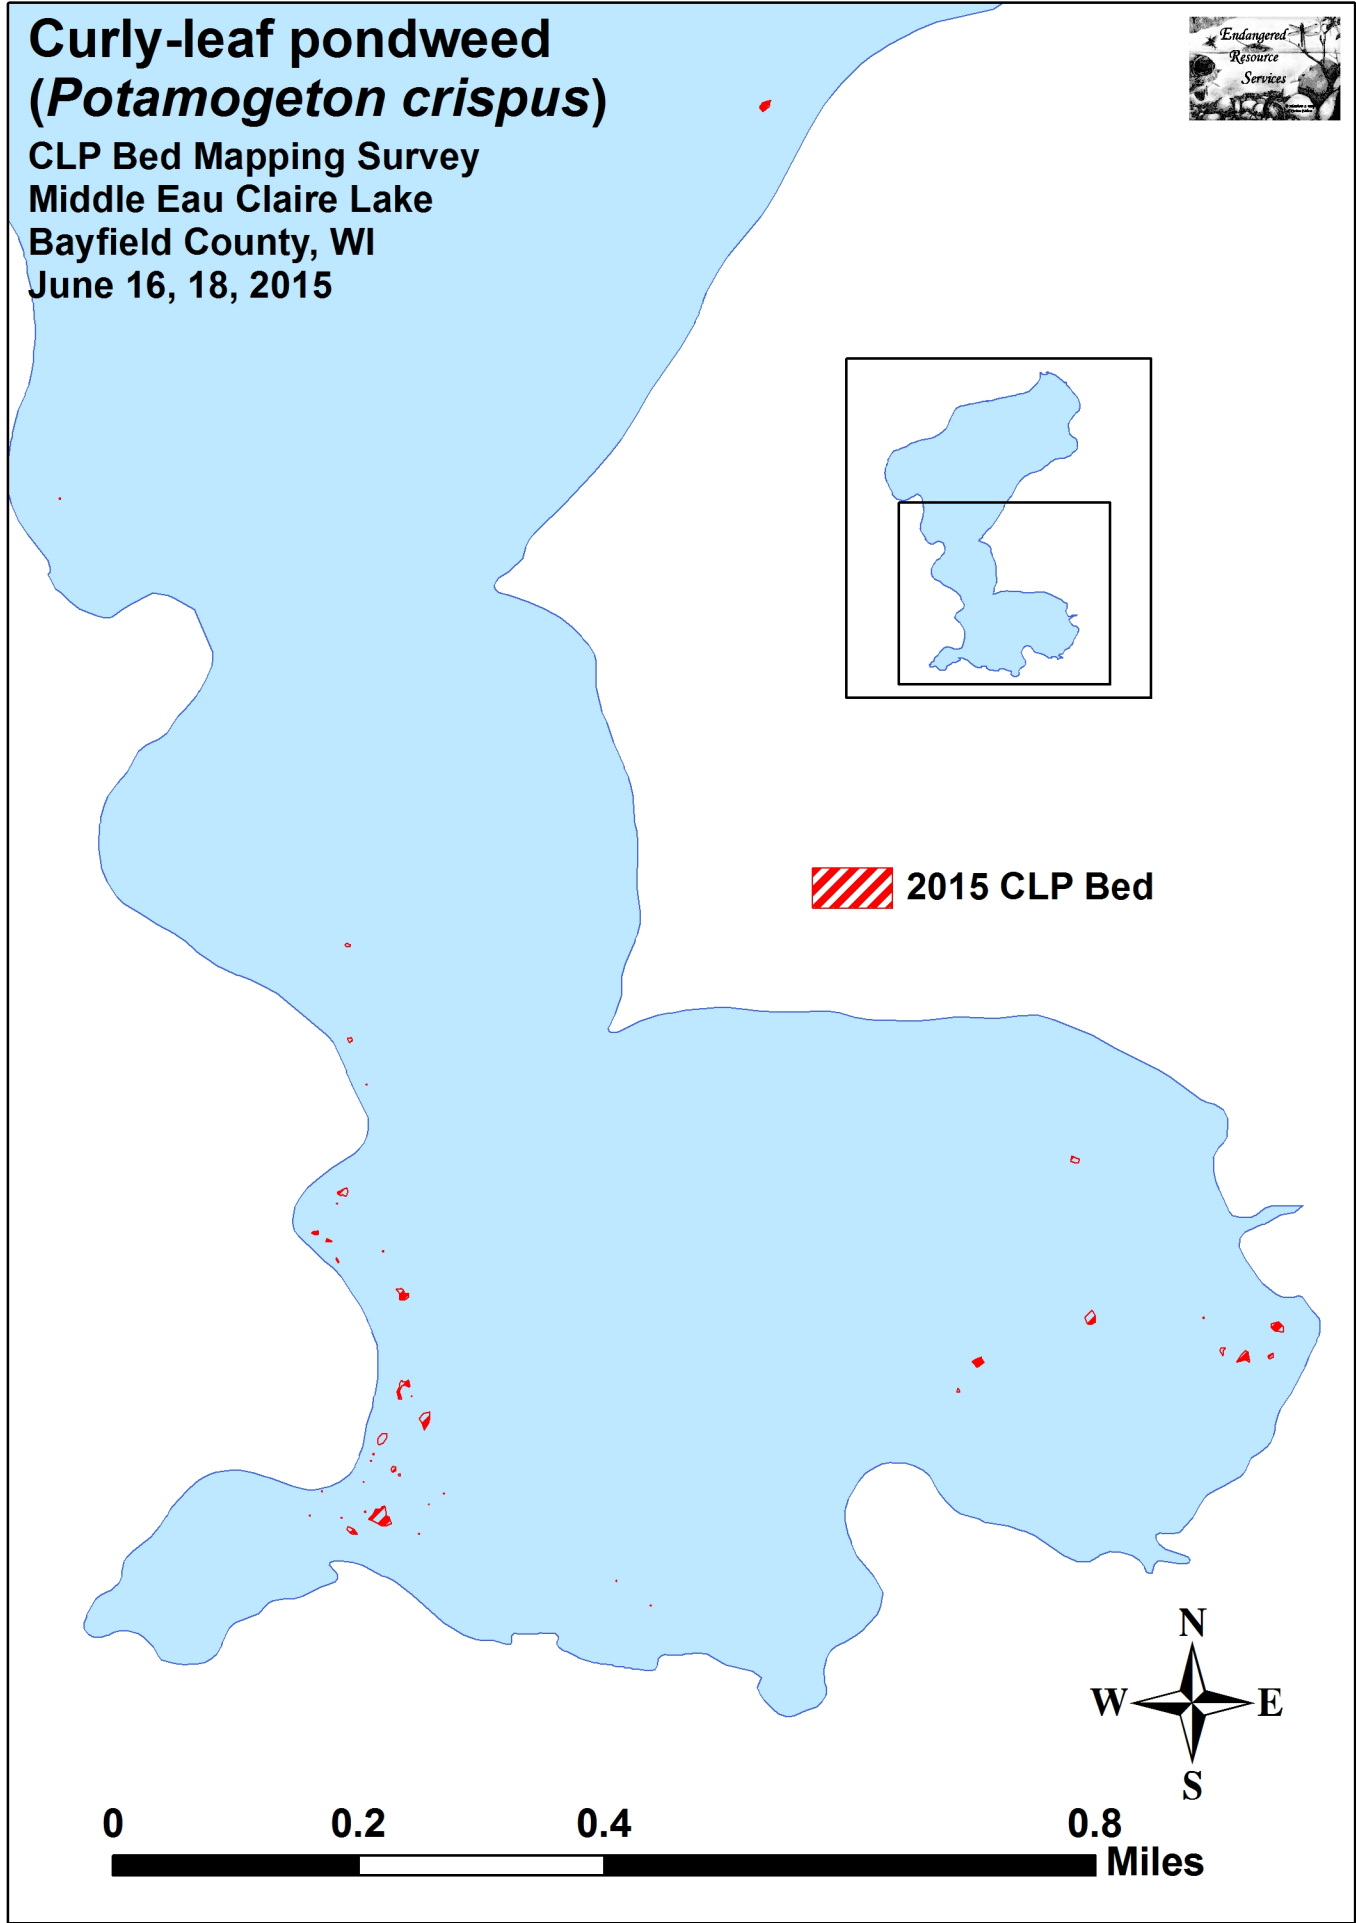 Curly-leaf pondweed
(Potamogeton crispus)
CLP Bed Mapping Survey
Middle Eau Claire Lake
Bayfield County, WI
June 16, 18, 2015
Endangered
Resource
Services
2015 CLP Bed
N
W E
S
0 0.2 0.4 0.8
Miles